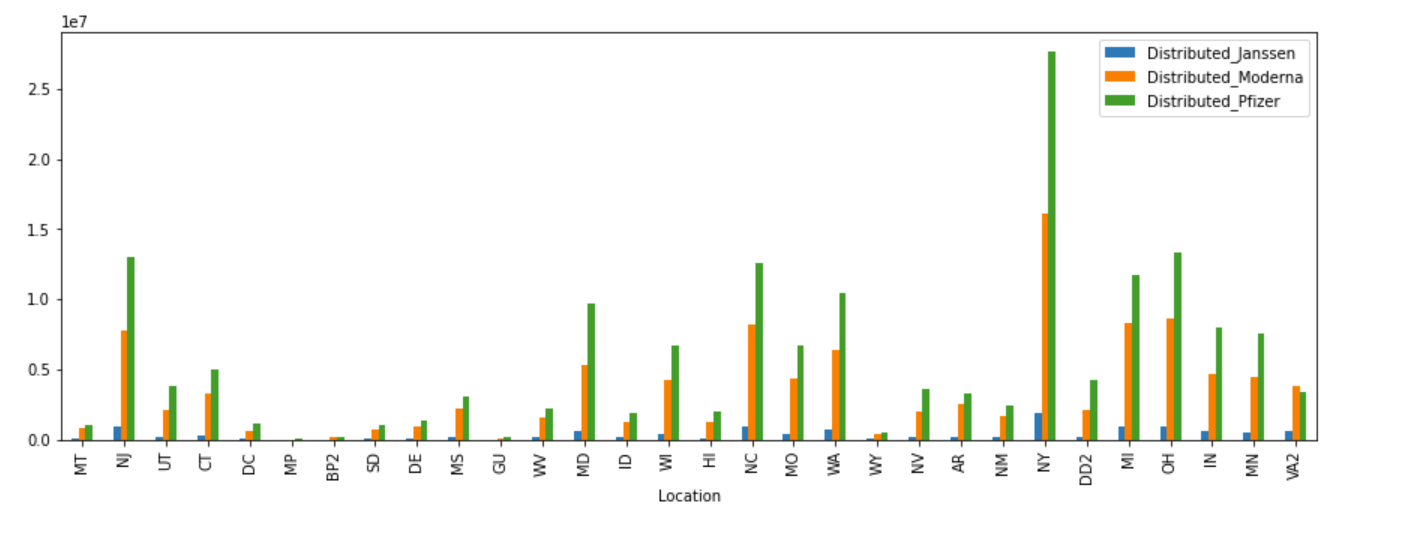 1e7
Distributed_Janssen
Distributed_Moderna
Distributed_Pfizer
2.5
2.0
1.5
1.0
0.5
0.0
MT NJ UT CT DC MP BP2 SD DE MS GU WV MD ID WI HI NC MO WA WY NV AR NM NY DD2 MI OH IN MN VA2
Location